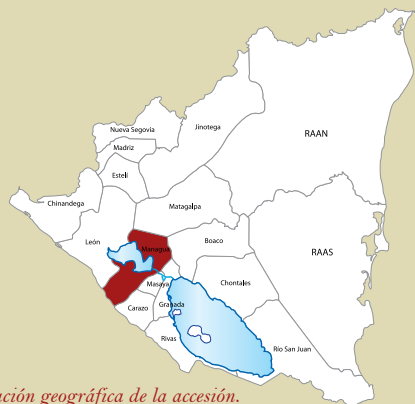 Nueva Segovia
Jinotega
RAAN
Madriz
Estelí
Chinandega
Matagalpa
León
Managua
Boaco
RAAS
Masaya
Chontales
Granada
Carazo
Rivas
Río San Juan
ación geográfica de la accesión.